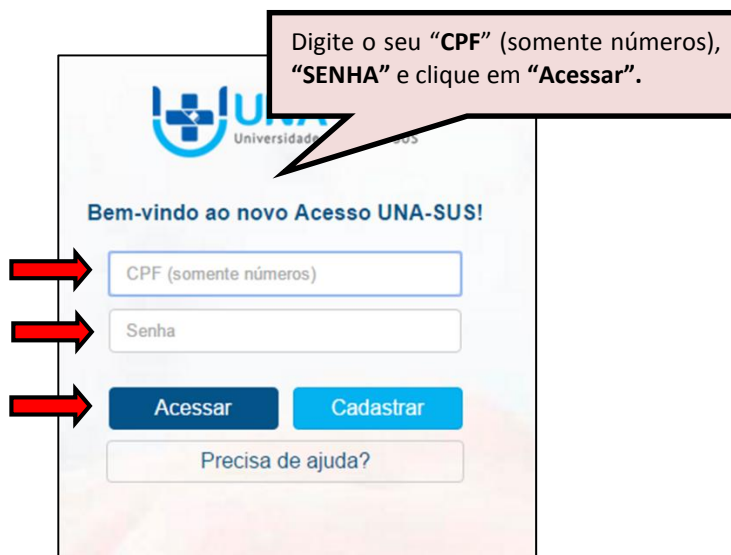 Digite o seu “CPF” (somente números),
“SENHA” e clique em “Acessar”.
Universidade
SUS
Bem-vindo ao novo Acesso UNA-SUS!
CPF (somente números)
Senha
Acessar
Cadastrar
Precisa de ajuda?